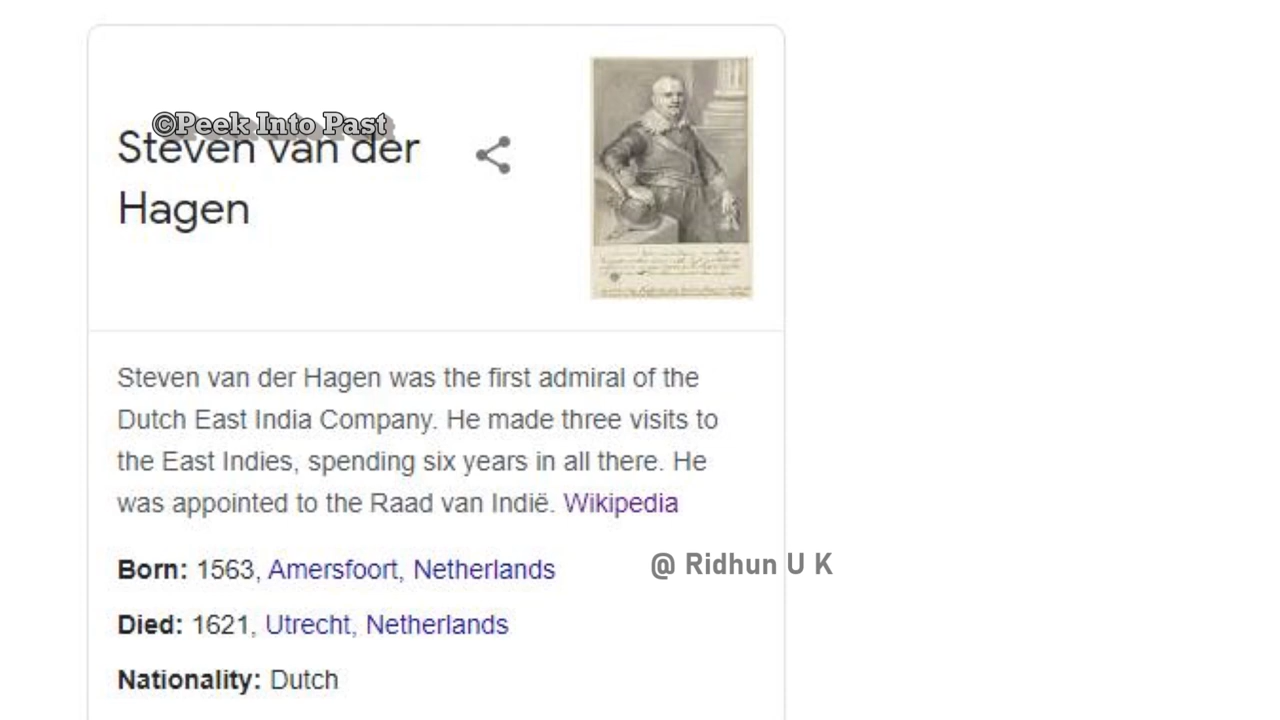 ©Peek Into Past
Steven van der
Hagen
Steven van der Hagen was the first admiral of the
Dutch East India Company. He made three visits to
the East Indies, spending six years in all there. He
was appointed to the Raad van Indië. Wikipedia
Born: 1563, Amersfoort, Netherlands
@ Ridhun U K
Died: 1621, Utrecht, Netherlands
Nationality: Dutch